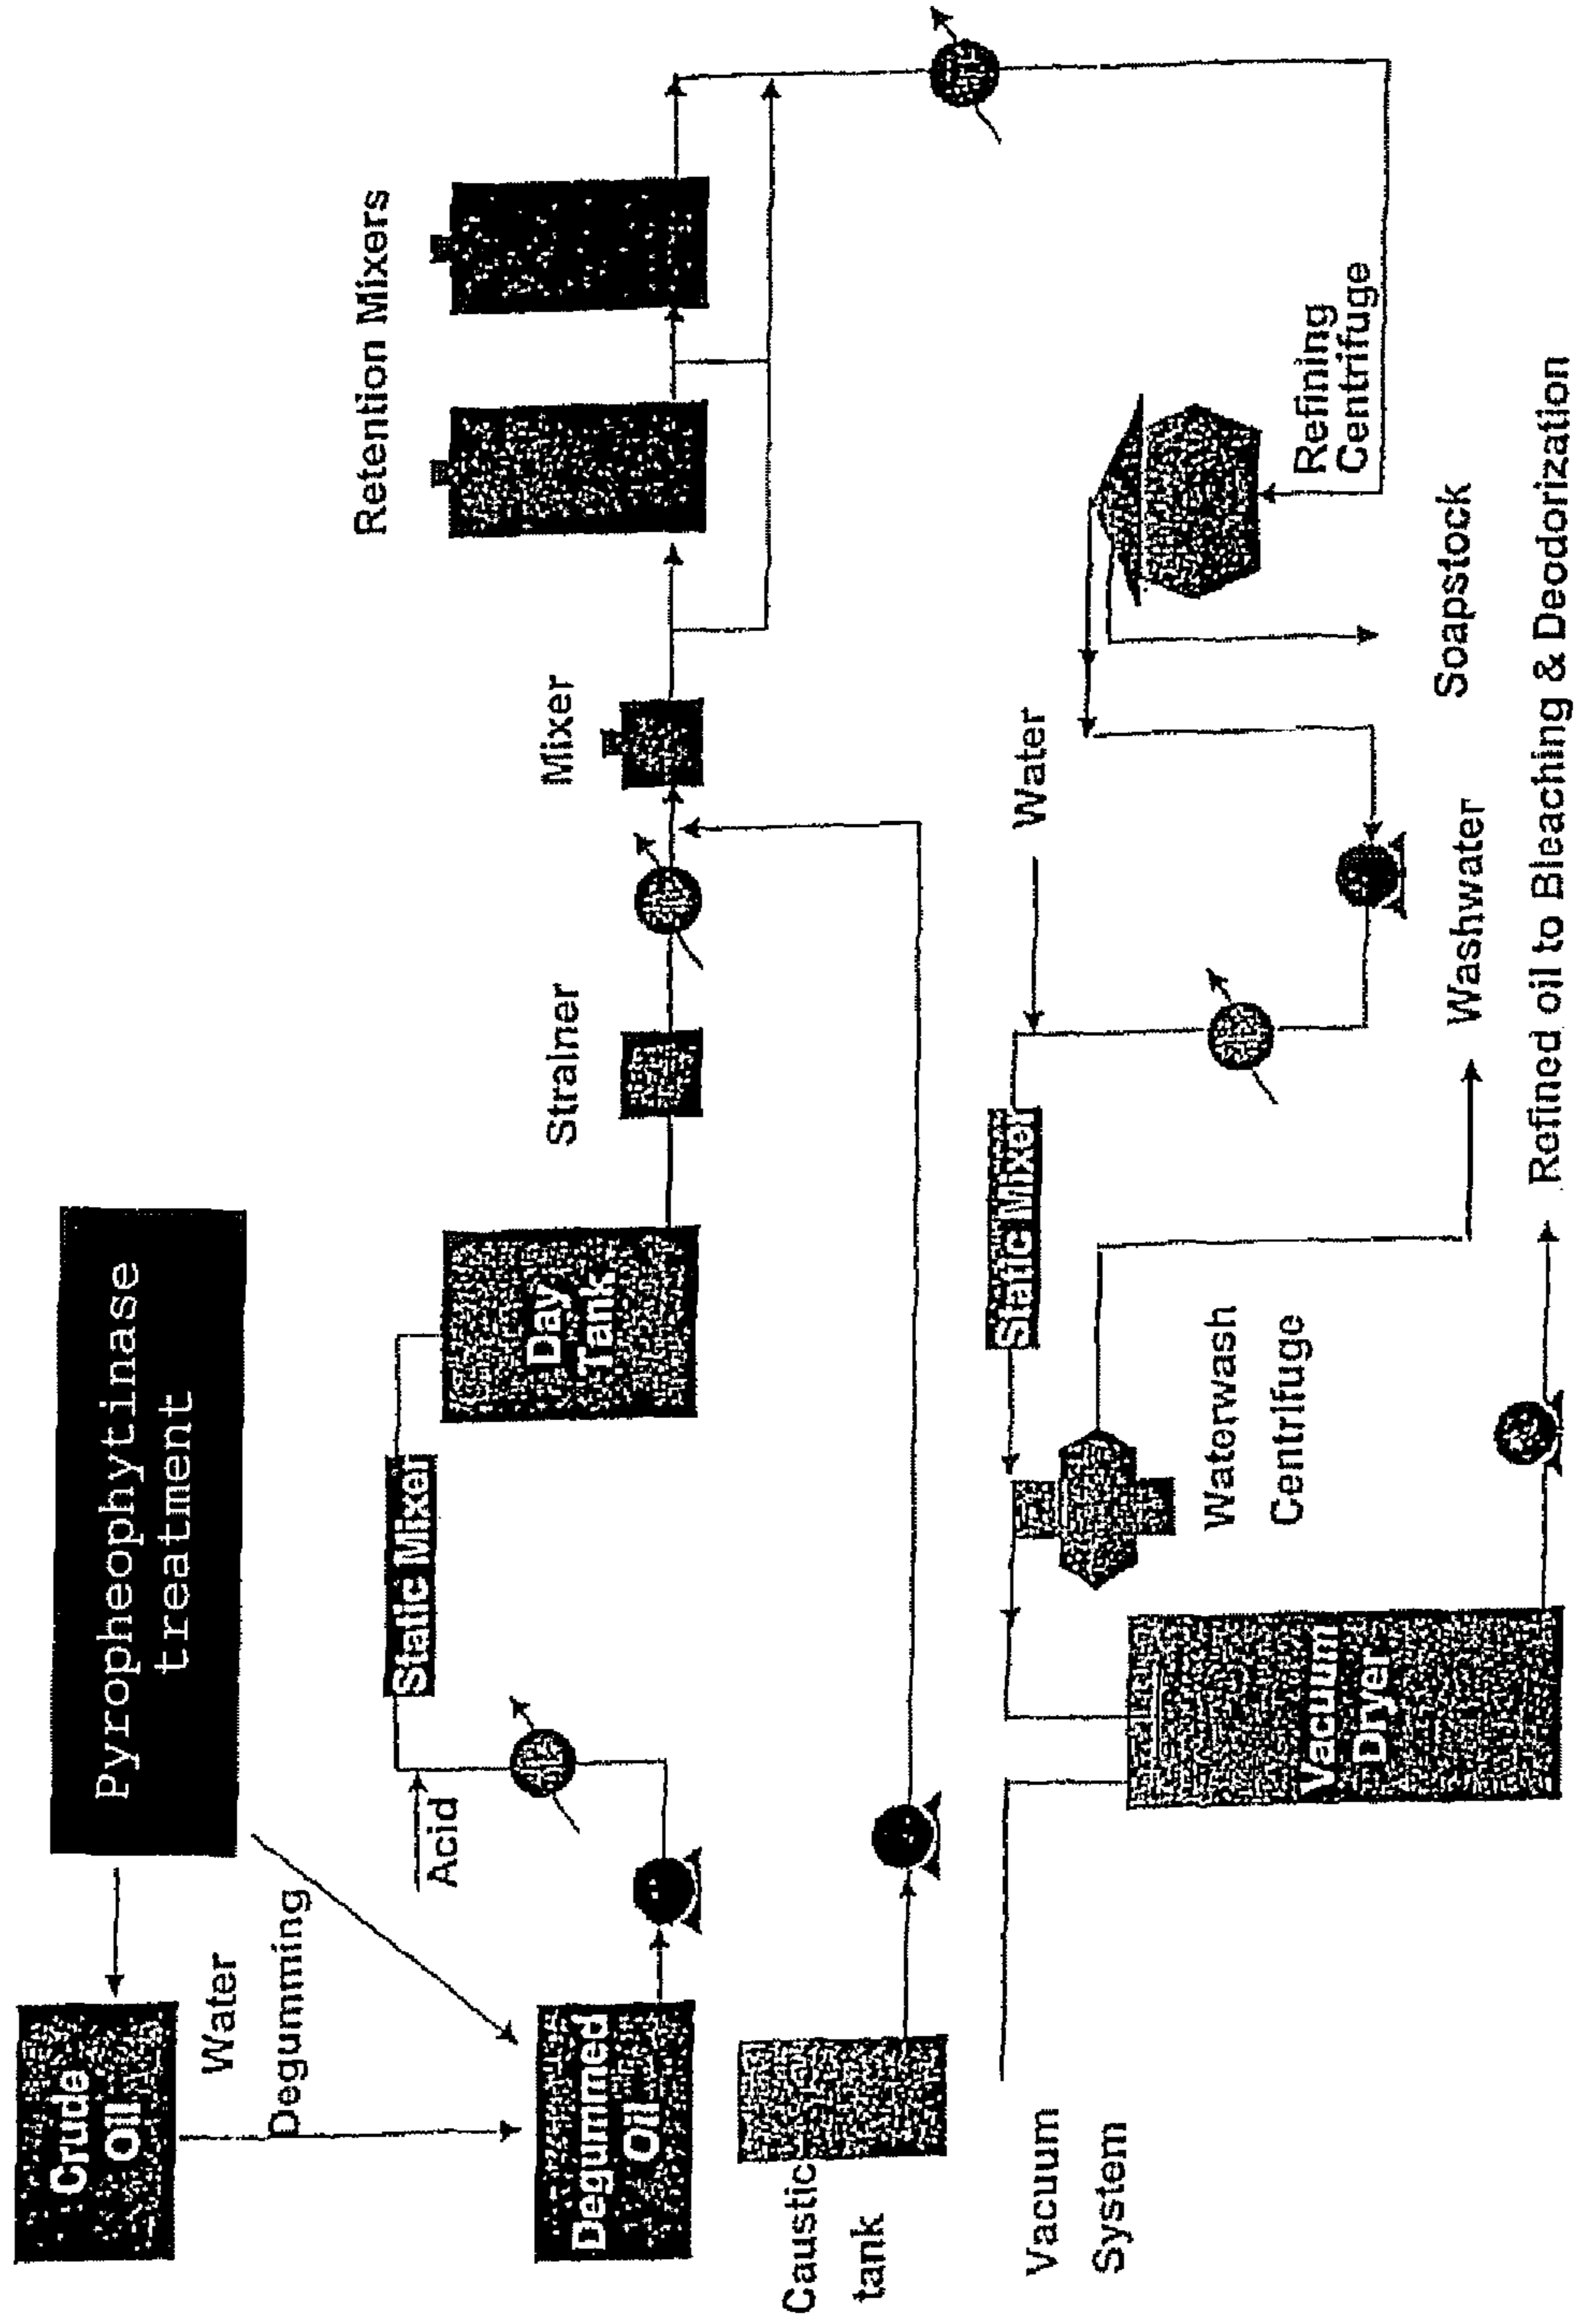 Pyropheophytinase
treatment
Crude
Oil
Water
Degumming
Degummed
Oil
Acid
Static Mixer
Day
Tank
Strainer
Mixer
Retention Mixers
Caustic
tank
Vacuum
System
Vacuum
Dryer
Waterwash
Centrifuge
Static Mixer
Water
Refining
Centrifuge
Soapstock
Washwater
Refined oil to Bleaching & Deodorization